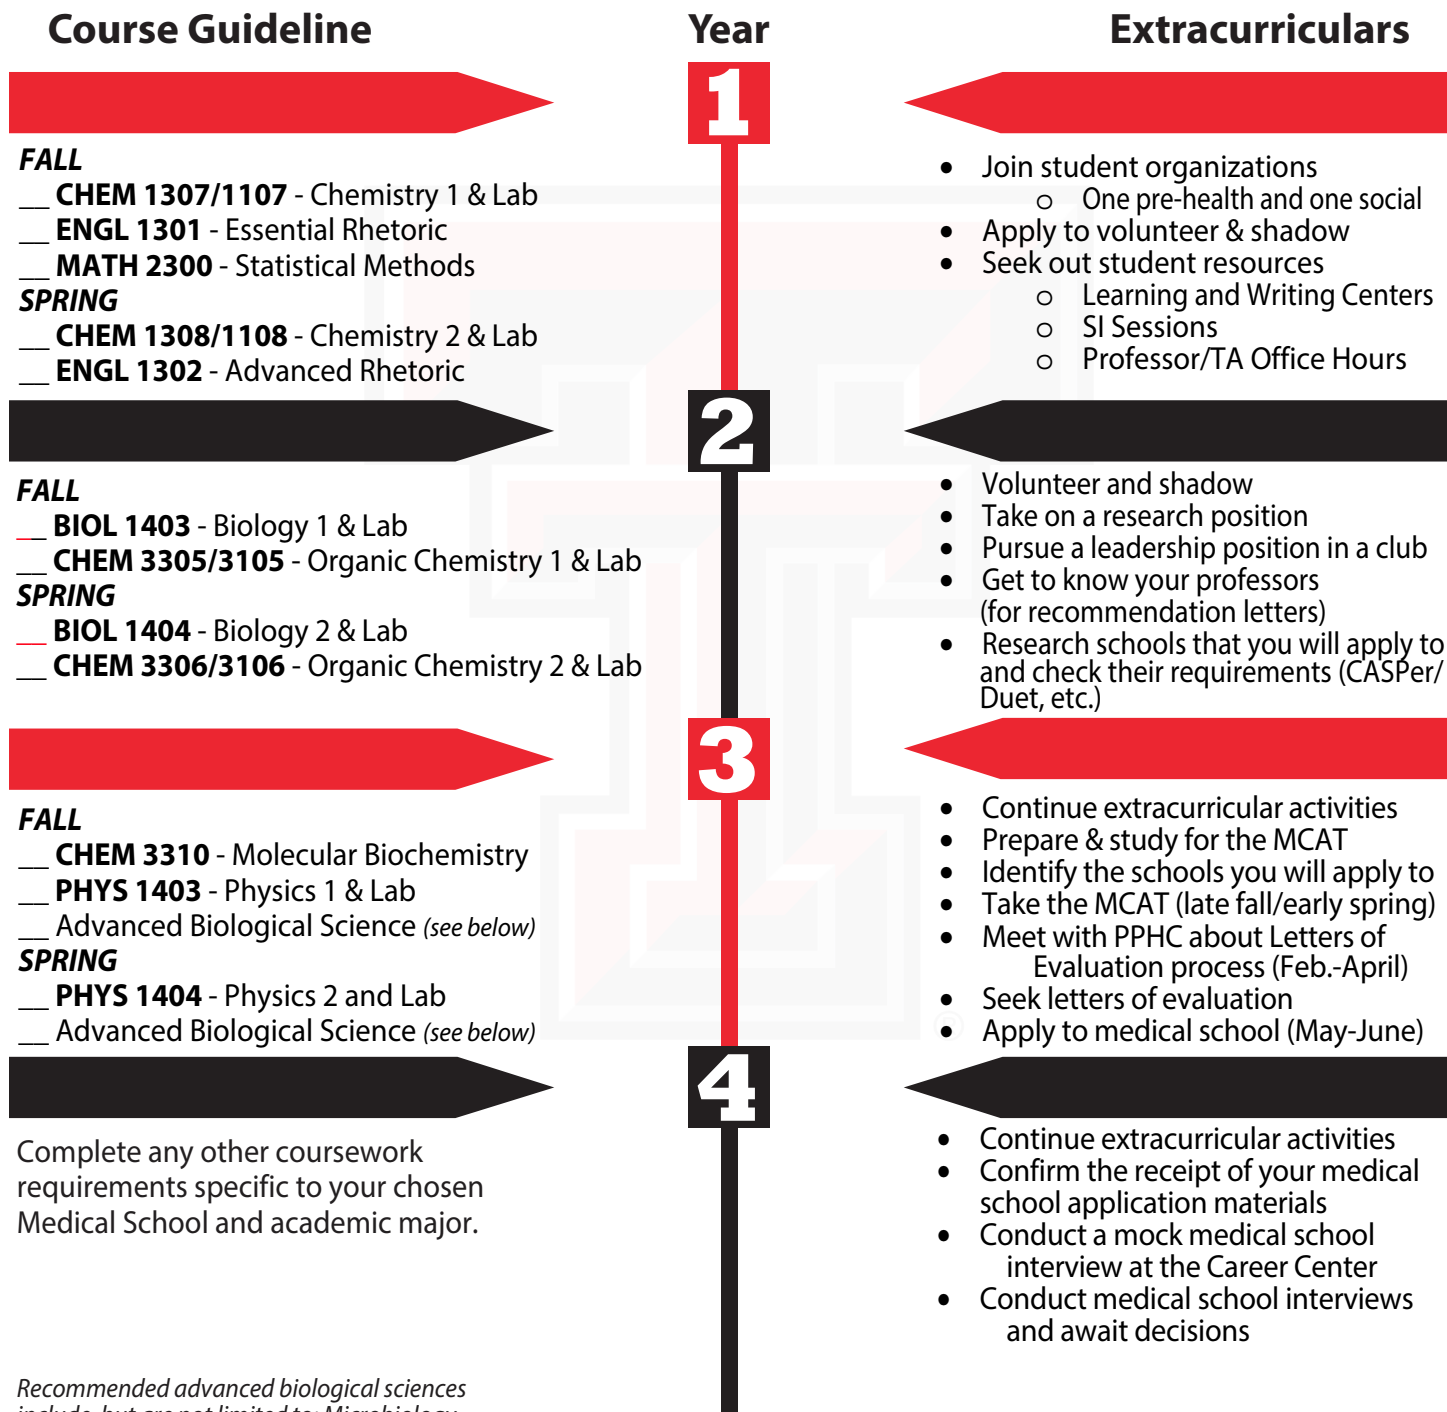 Course Guideline
Year
Extracurriculars
1
FALL
__ CHEM 1307/1107 - Chemistry 1 & Lab
__ ENGL 1301 - Essential Rhetoric
__ MATH 2300 - Statistical Methods
SPRING
__ CHEM 1308/1108 - Chemistry 2 & Lab
__ ENGL 1302 - Advanced Rhetoric
• Join student organizations
o One pre-health and one social
• Apply to volunteer & shadow
• Seek out student resources
o Learning and Writing Centers
o SI Sessions
o Professor/TA Office Hours
2
FALL
__ BIOL 1403 - Biology 1 & Lab
__ CHEM 3305/3105 - Organic Chemistry 1 & Lab
SPRING
__ BIOL 1404 - Biology 2 & Lab
__ CHEM 3306/3106 - Organic Chemistry 2 & Lab
• Volunteer and shadow
• Take on a research position
• Pursue a leadership position in a club
• Get to know your professors
(for recommendation letters)
• Research schools that you will apply to
and check their requirements (CASPer/
Duet, etc.)
3
FALL
__ CHEM 3310 - Molecular Biochemistry
__ PHYS 1403 - Physics 1 & Lab
__ Advanced Biological Science (see below)
SPRING
__ PHYS 1404 - Physics 2 and Lab
__ Advanced Biological Science (see below)
• Continue extracurricular activities
• Prepare & study for the MCAT
• Identify the schools you will apply to
• Take the MCAT (late fall/early spring)
• Meet with PPHC about Letters of
Evaluation process (Feb.-April)
• Seek letters of evaluation
• Apply to medical school (May-June)
®
4
Complete any other coursework
requirements specific to your chosen
Medical School and academic major.
• Continue extracurricular activities
• Confirm the receipt of your medical
school application materials
• Conduct a mock medical school
interview at the Career Center
• Conduct medical school interviews
and await decisions
Recommended advanced biological sciences
include, but are not limited to: Microbiology